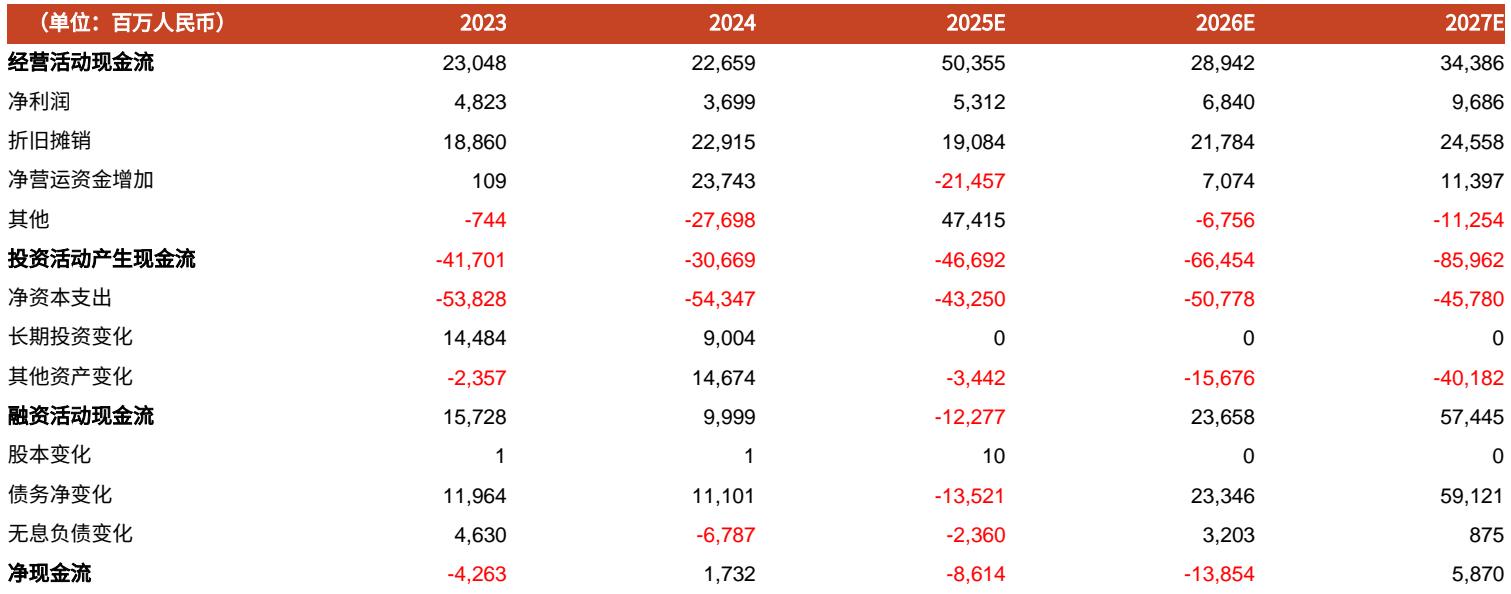 （单位：百万人民币） 2023 2024 2025E 2026E 2027E
经营活动现金流 23,048 22,659 50,355 28,942 34,386
净利润 4,823 3,699 5,312 6,840 9,686
折旧摊销 18,860 22,915 19,084 21,784 24,558
净营运资金增加 109 23,743 -21,457 7,074 11,397
其他 -744 -27,698 47,415 -6,756 -11,254
投资活动产生现金流 -41,701 -30,669 -46,692 -66,454 -85,962
净资本支出 -53,828 -54,347 -43,250 -50,778 -45,780
长期投资变化 14,484 9,004 0 0 0
其他资产变化 -2,357 14,674 -3,442 -15,676 -40,182
融资活动现金流 15,728 9,999 -12,277 23,658 57,445
股本变化 1 1 10 0 0
债务净变化 11,964 11,101 -13,521 23,346 59,121
无息负债变化 4,630 -6,787 -2,360 3,203 875
净现金流 -4,263 1,732 -8,614 -13,854 5,870